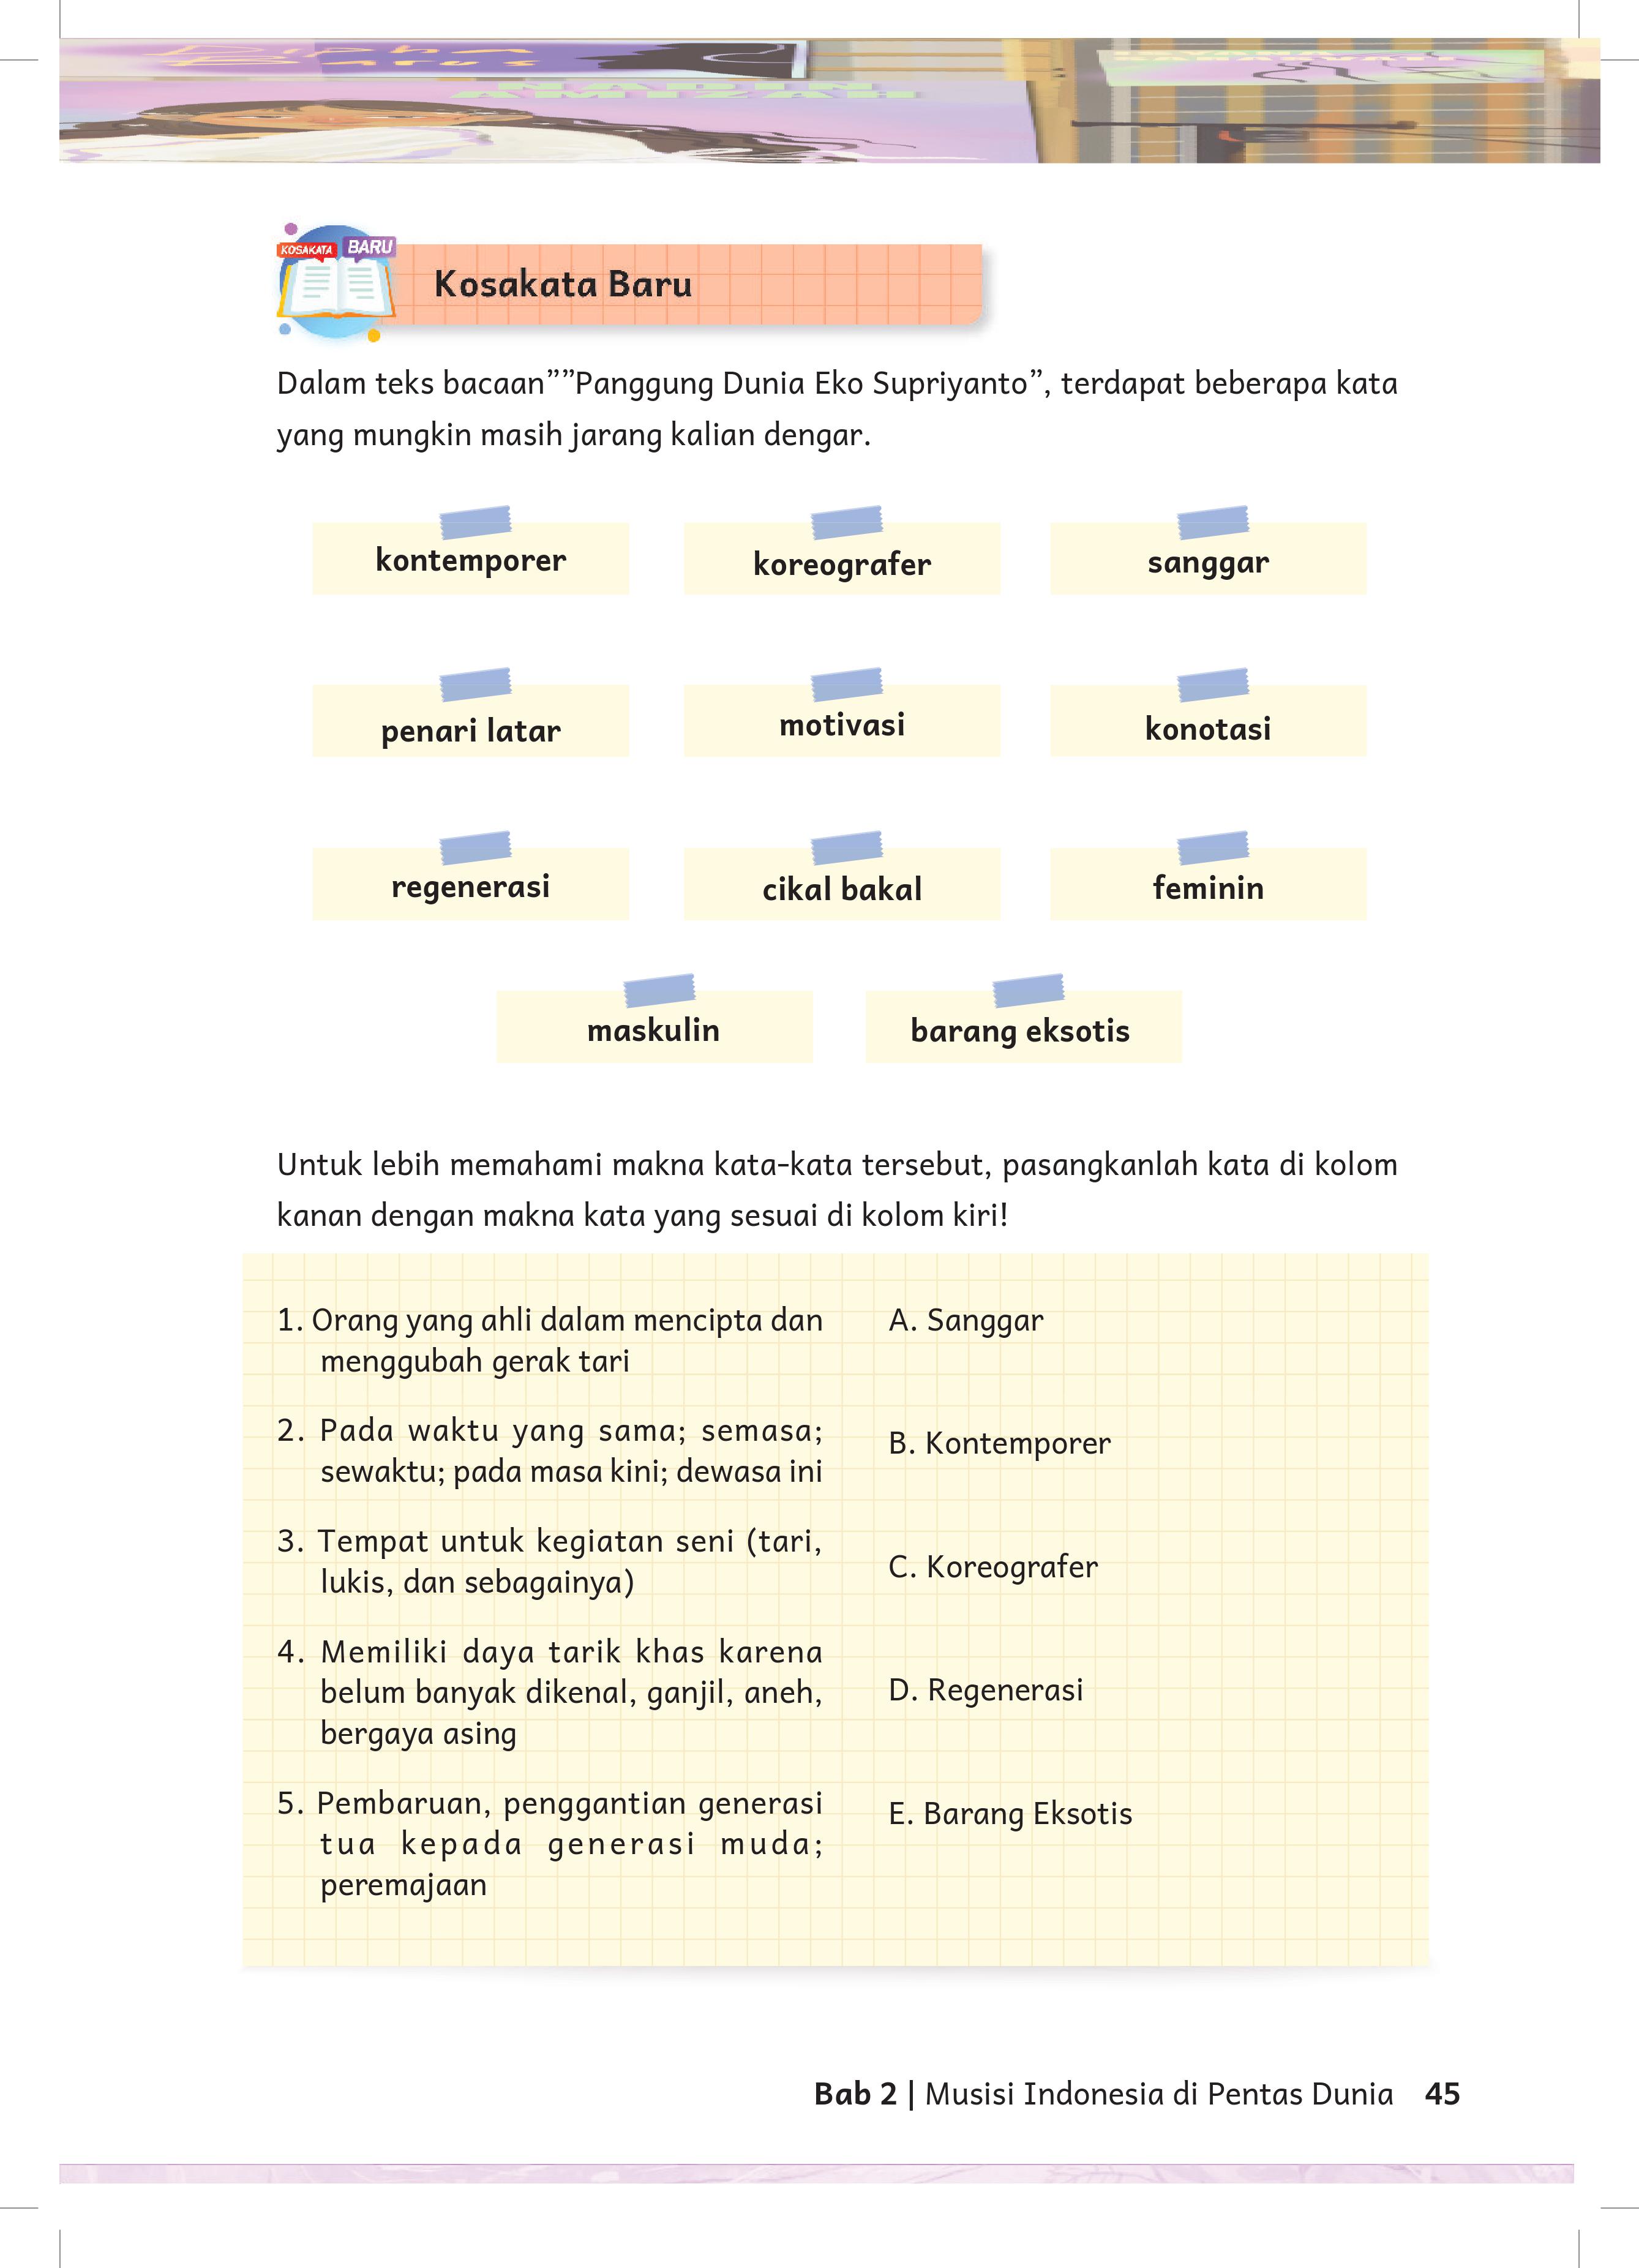 NADIN
AMIZAH
KOSAKATA BARU
Kosakata Baru
Dalam teks bacaan””Panggung Dunia Eko Supriyanto”, terdapat beberapa kata
yang mungkin masih jarang kalian dengar.
kontemporer
koreografer
sanggar
penari latar
motivasi
konotasi
regenerasi
cikal bakal
feminin
maskulin
barang eksotis
Untuk lebih memahami makna kata-kata tersebut, pasangkanlah kata di kolom
kanan dengan makna kata yang sesuai di kolom kiri!
1. Orang yang ahli dalam mencipta dan
menggubah gerak tari
2. Pada waktu yang sama; semasa;
sewaktu; pada masa kini; dewasa ini
3. Tempat untuk kegiatan seni (tari,
lukis, dan sebagainya)
4. Memiliki daya tarik khas karena
belum banyak dikenal, ganjil, aneh,
bergaya asing
5. Pembaruan, penggantian generasi
tua kepada generasi muda;
peremajaan
A. Sanggar
B. Kontemporer
C. Koreografer
D. Regenerasi
E. Barang Eksotis
Bab 2 | Musisi Indonesia di Pentas Dunia 45